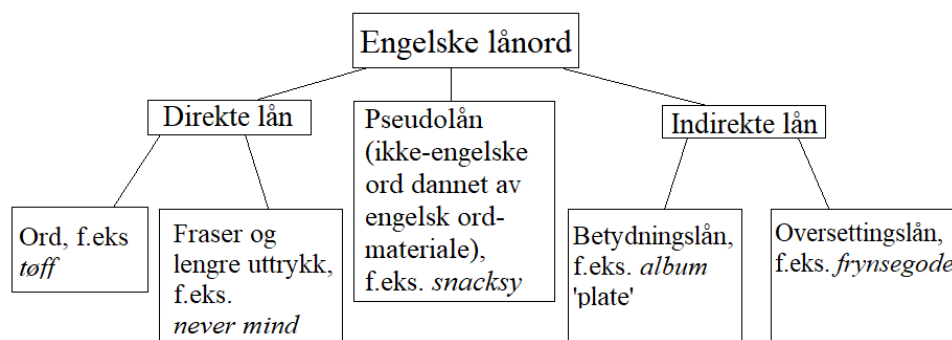 Engelske lånord
Direkte lån
Pseudolån
(ikke-engelske
ord dannet av
engelsk ord-
materiale),
f.eks. snacksy
Indirekte lån
Ord, f.eks
tøff
Fraser og
lengre uttrykk,
f.eks.
never mind
Betydningslån,
f.eks. album
'plate'
Oversettingslån,
f.eks. frynsegode